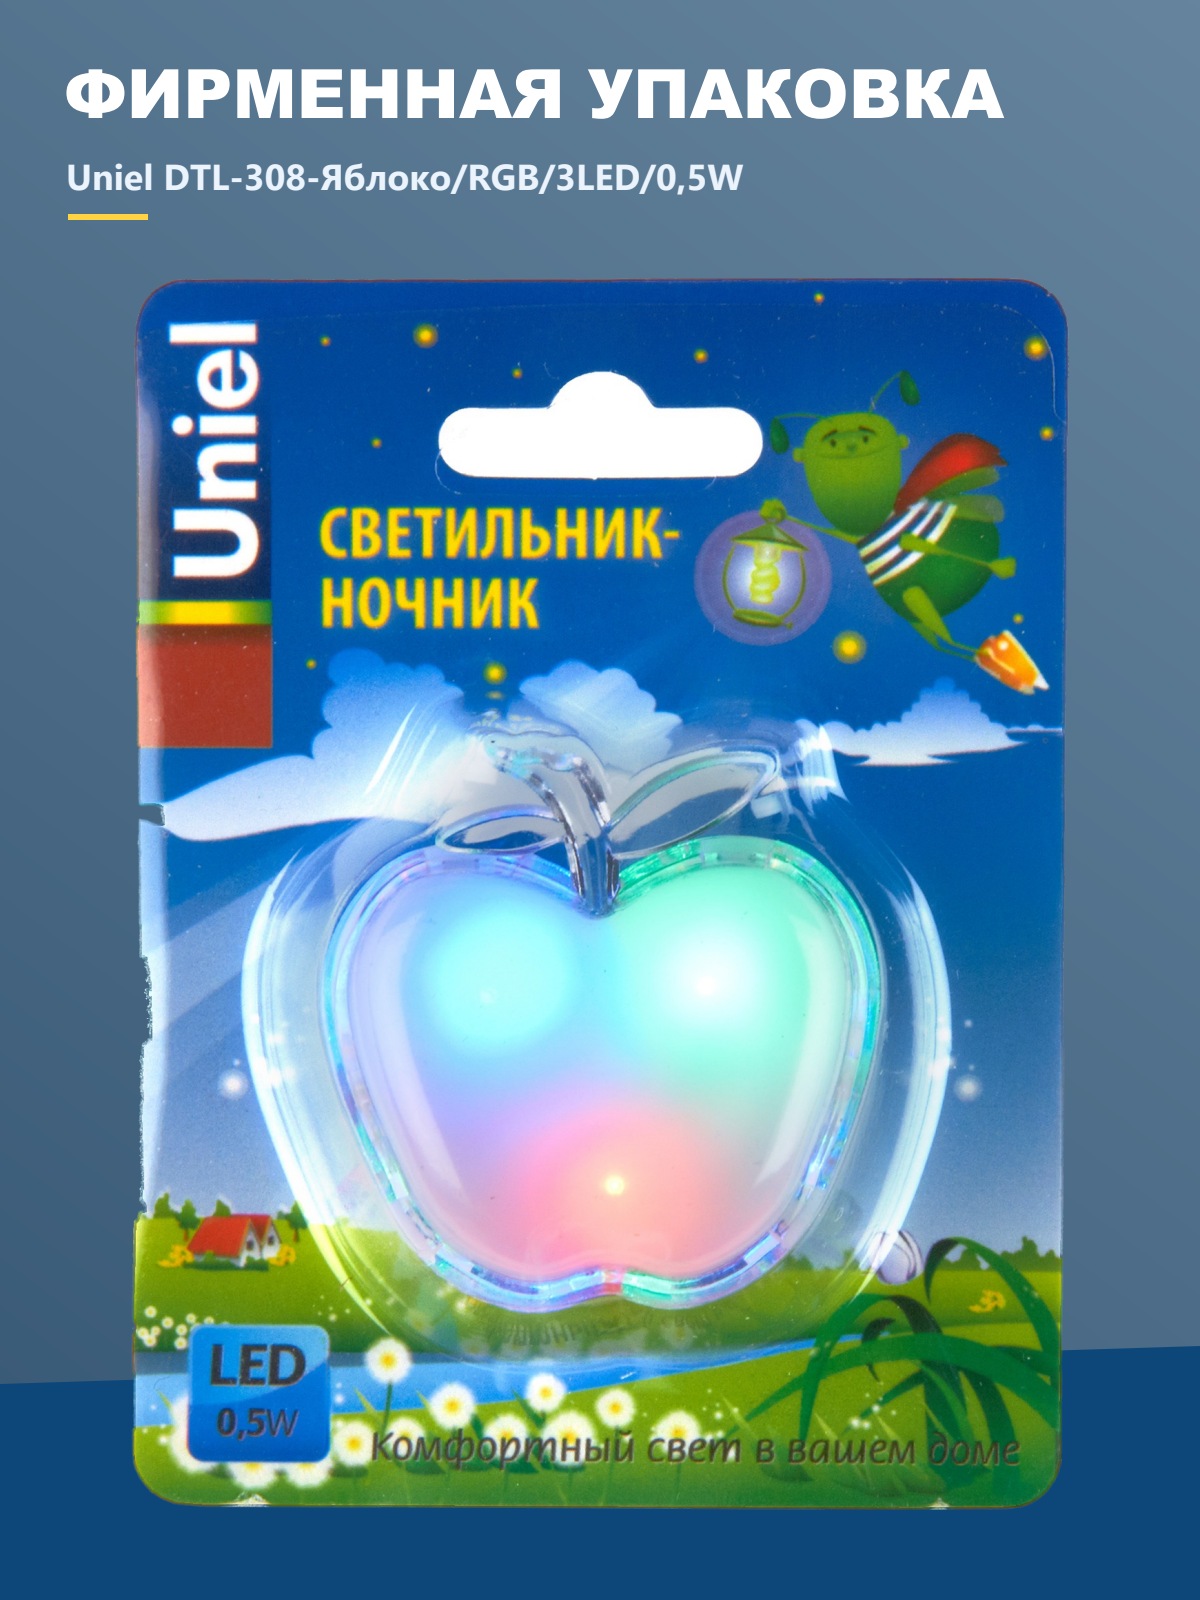 ФИРМЕННАЯ УПАКОВКА
Uniel DTL-308-Яблоко/RGB/3LED/0,5W
Uniel
СВЕТИЛЬНИК-
НОЧНИК
LED
0,5W
Комфортный свет в вашем доме